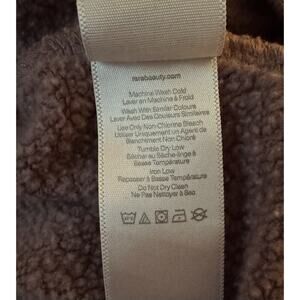 rarebeauty.com
Machine Wash Cold
Laver en Machine à Froid
Wash With Similar Colours
Laver Avec Des Couleurs Similaires
Use Only Non-Chlorine Bleach
Utiliser Uniquement un Agent de
Blanchiment Non Chloré
Tumble Dry Low
Sécher au Sèche-linge à
Basse Température
Iron Low
Repasser à Basse Température
Do Not Dry Clean
Ne Pas Nettoyer à Sec